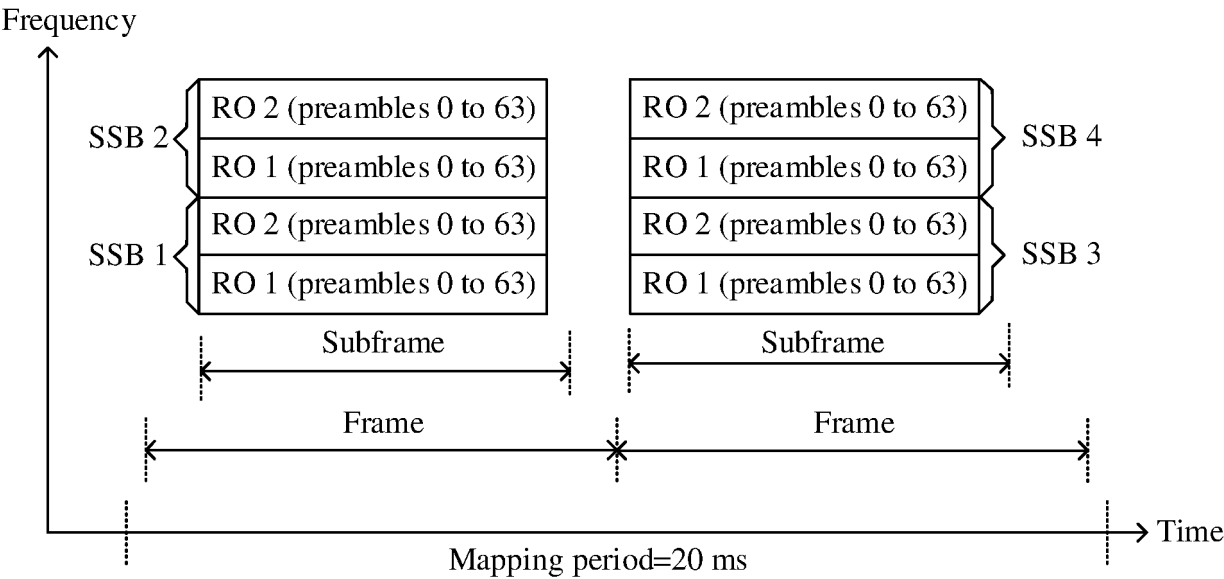 Frequency
RO 2 (preambles 0 to 63)
RO 1 (preambles 0 to 63)
RO 2 (preambles 0 to 63)
RO 1 (preambles 0 to 63)
SSB 2
SSB 1
RO 2 (preambles 0 to 63)
RO 1 (preambles 0 to 63)
RO 2 (preambles 0 to 63)
RO 1 (preambles 0 to 63)
SSB 4
SSB 3
Subframe
Subframe
Frame
Frame
Time
Mapping period=20 ms